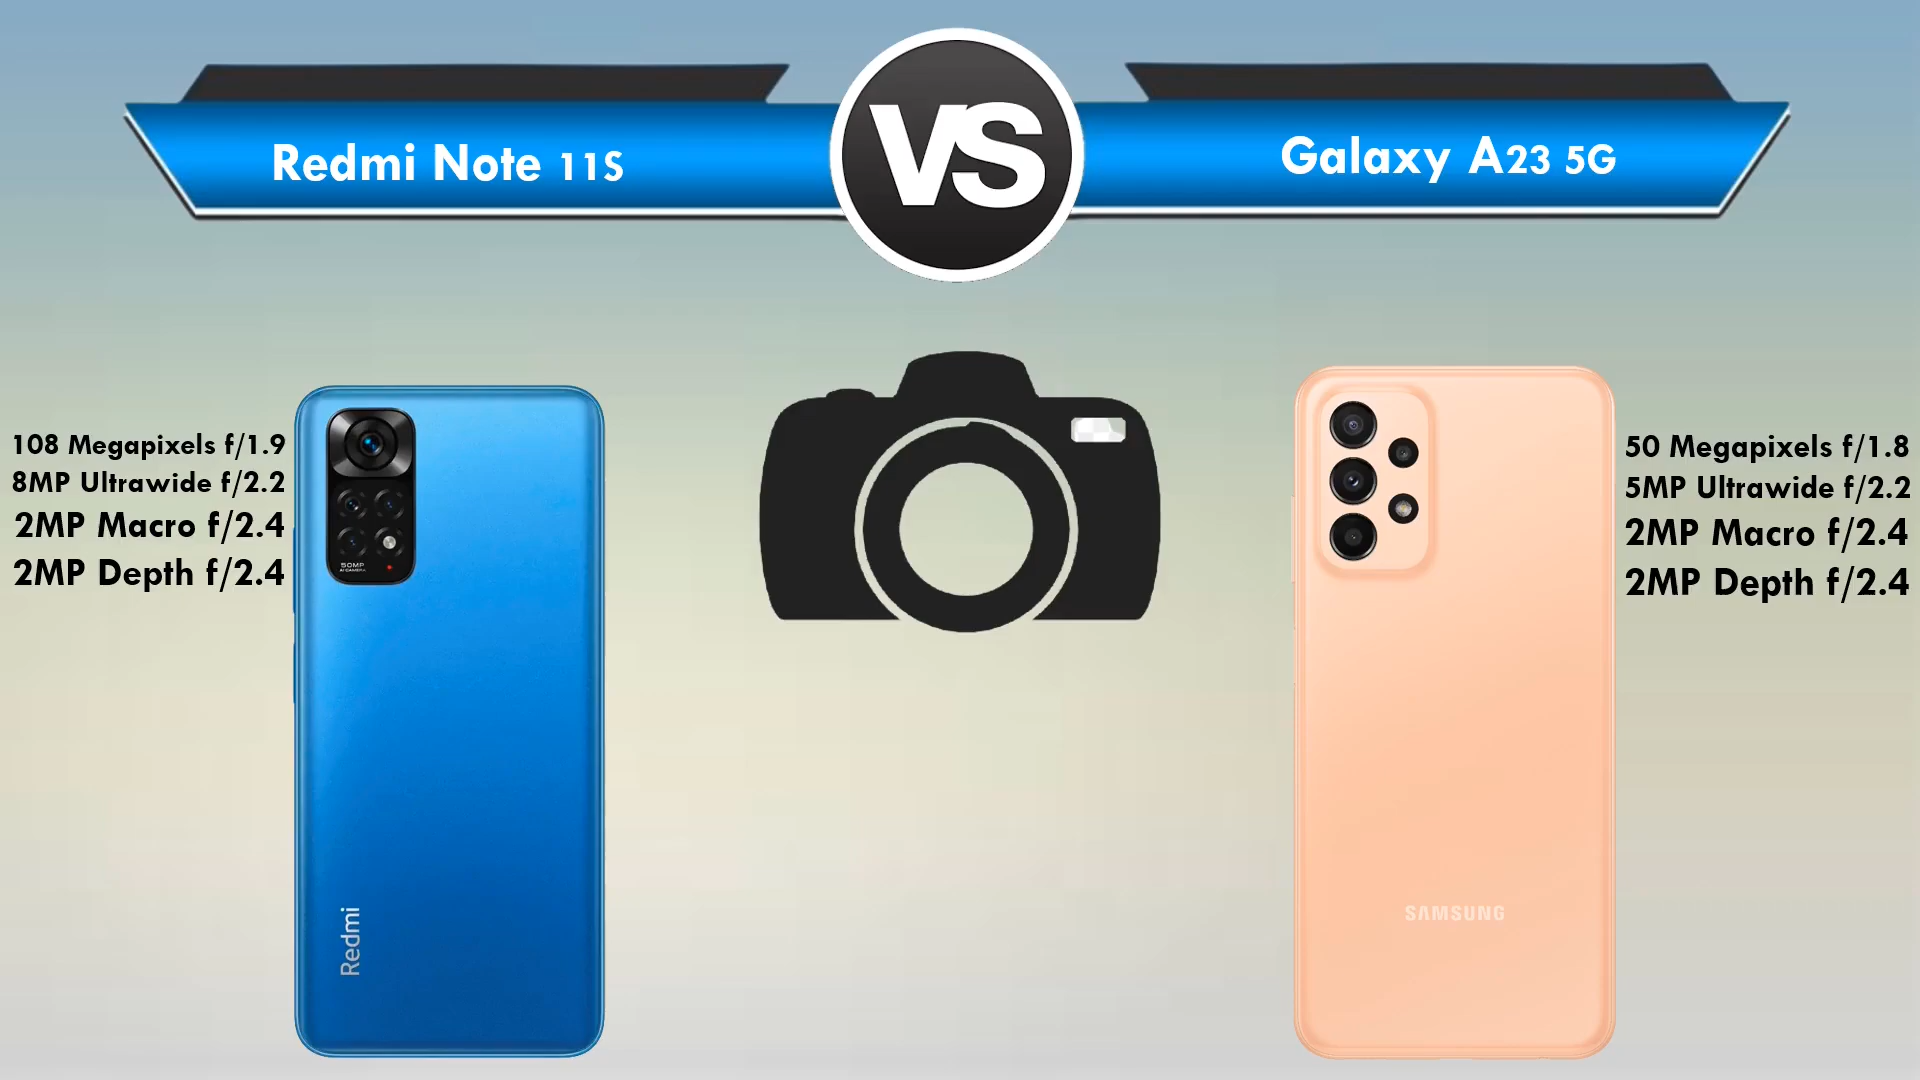 Redmi Note 11S
VS
Galaxy A23 5G
108 Megapixels f/1.9
8MP Ultrawide f/2.2
2MP Macro f/2.4
2MP Depth f/2.4
50MP
AI CAMERA
Redmi
50 Megapixels f/1.8
5MP Ultrawide f/2.2
2MP Macro f/2.4
2MP Depth f/2.4
SAMSUNG